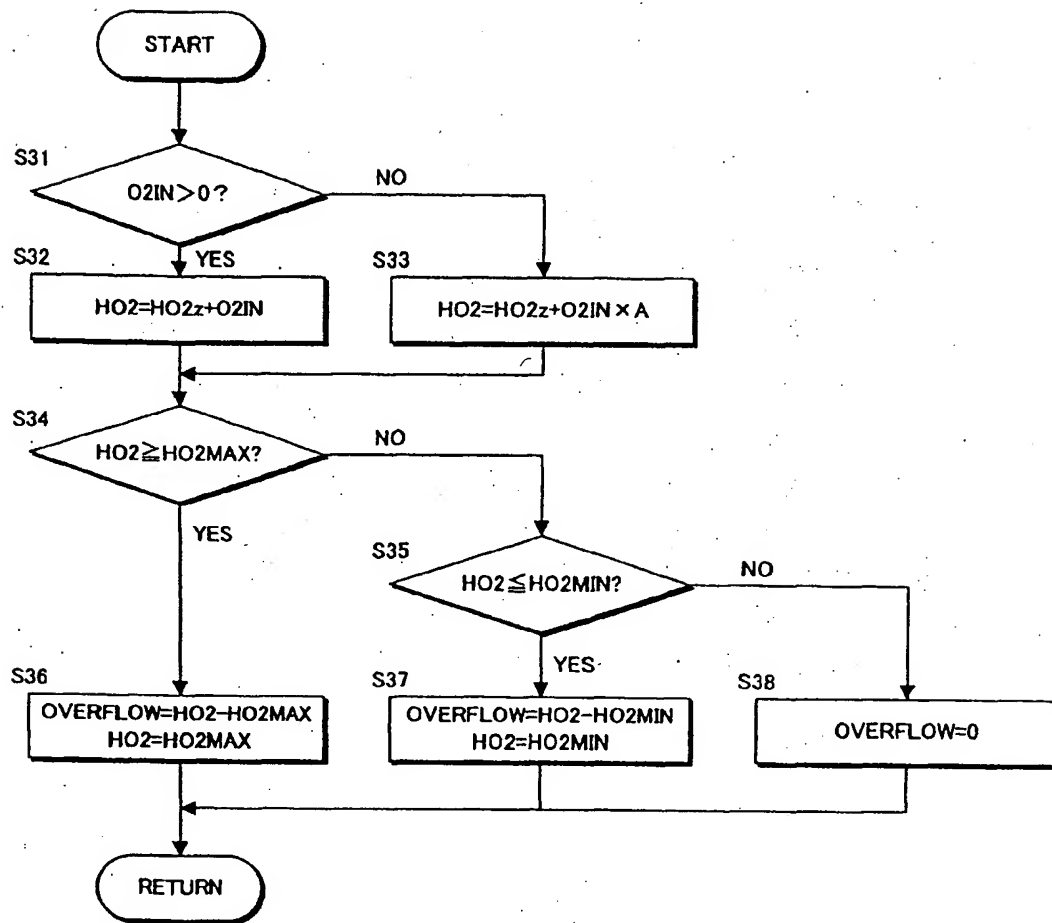 START
S31
O2IN>0?
NO
S32
YES
S33
HO2=HO2z+O2IN
HO2=HO2z+O2IN×A
S34
HO2≧HO2MAX?
NO
YES
S35
HO2≦HO2MIN?
NO
S36
S37
YES
S38
OVERFLOW=HO2-HO2MAX
HO2=HO2MAX
OVERFLOW=HO2-HO2MIN
HO2=HO2MIN
OVERFLOW=0
RETURN